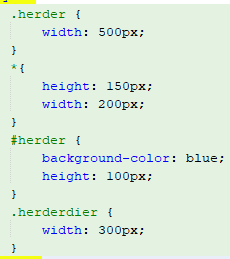 .herder {
width: 500px;
}
*{
height: 150px;
width: 200px;
}
#herder {
background-color: blue;
height: 100px;
}
.herderdier {
width: 300px;
}